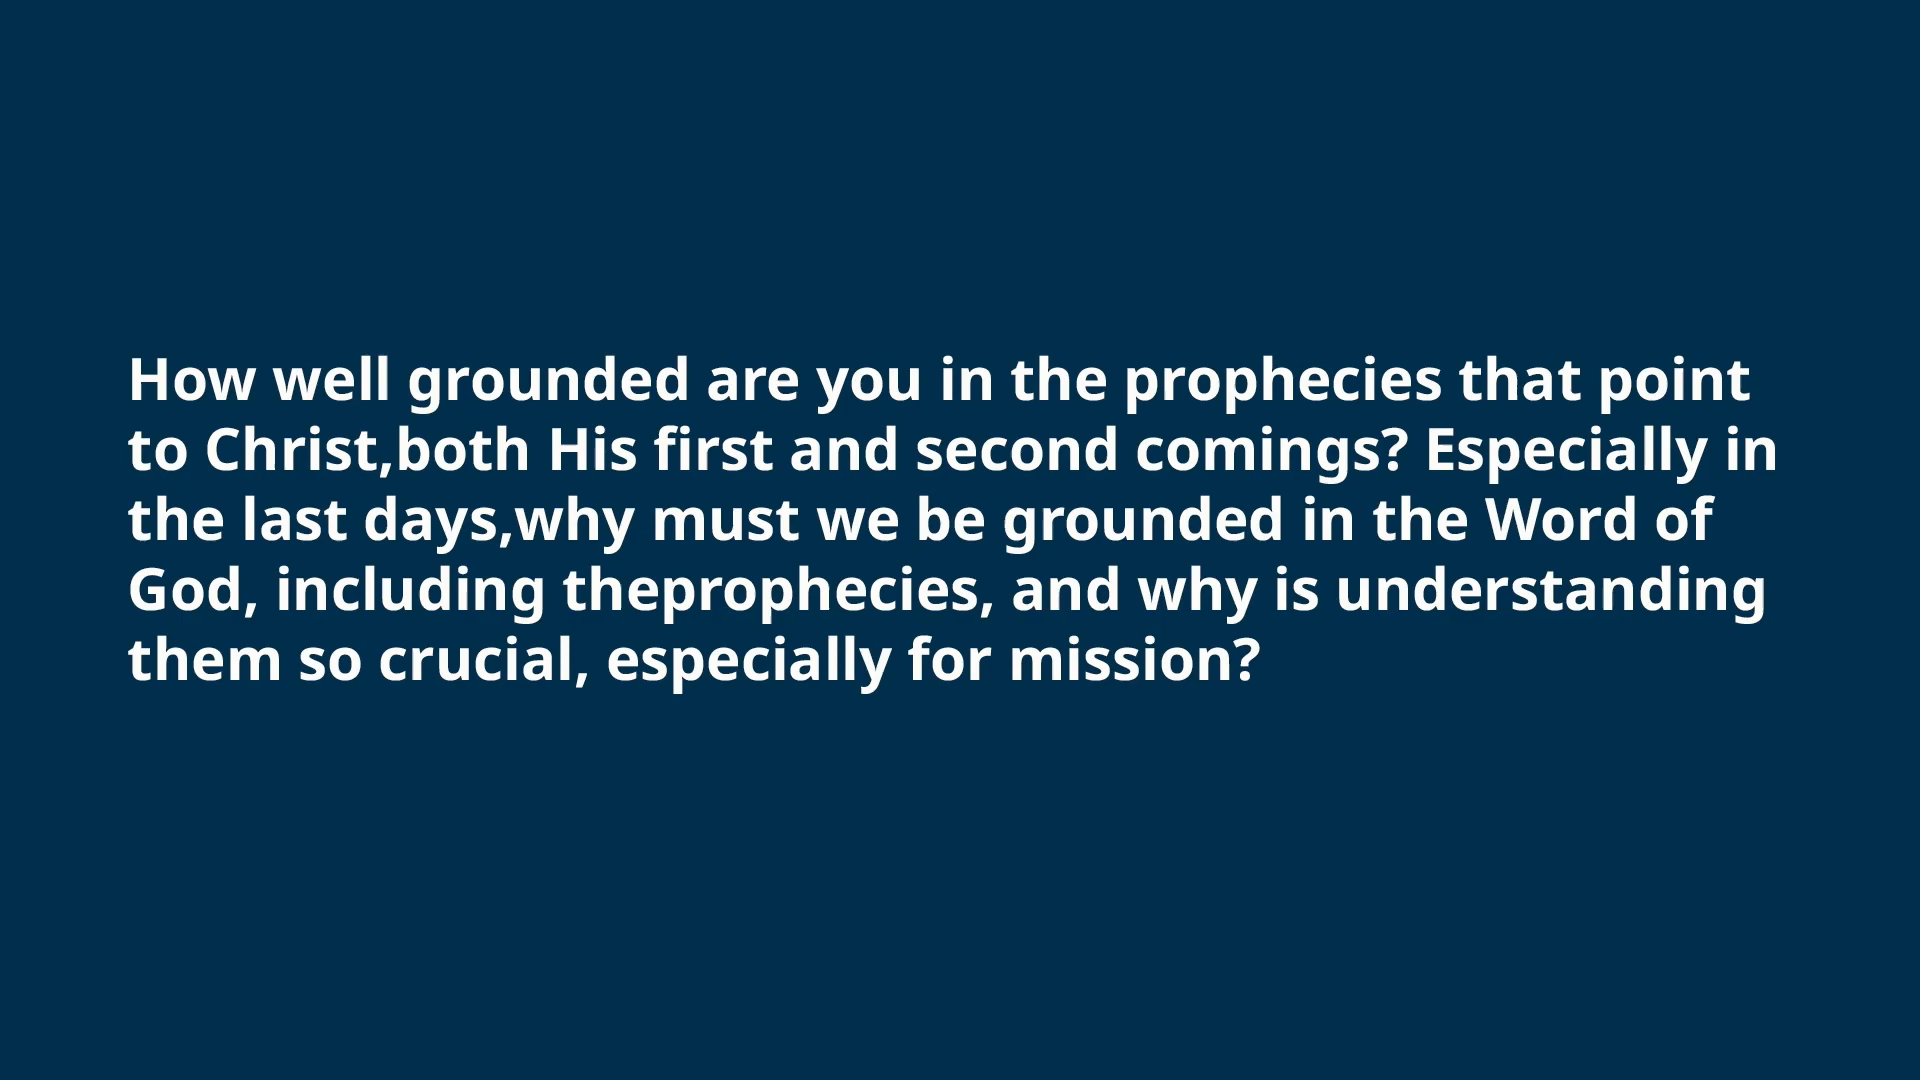 How well grounded are you in the prophecies that point
to Christ,both His first and second comings? Especially in
the last days,why must we be grounded in the Word of
God, including theprophecies, and why is understanding
them so crucial, especially for mission?